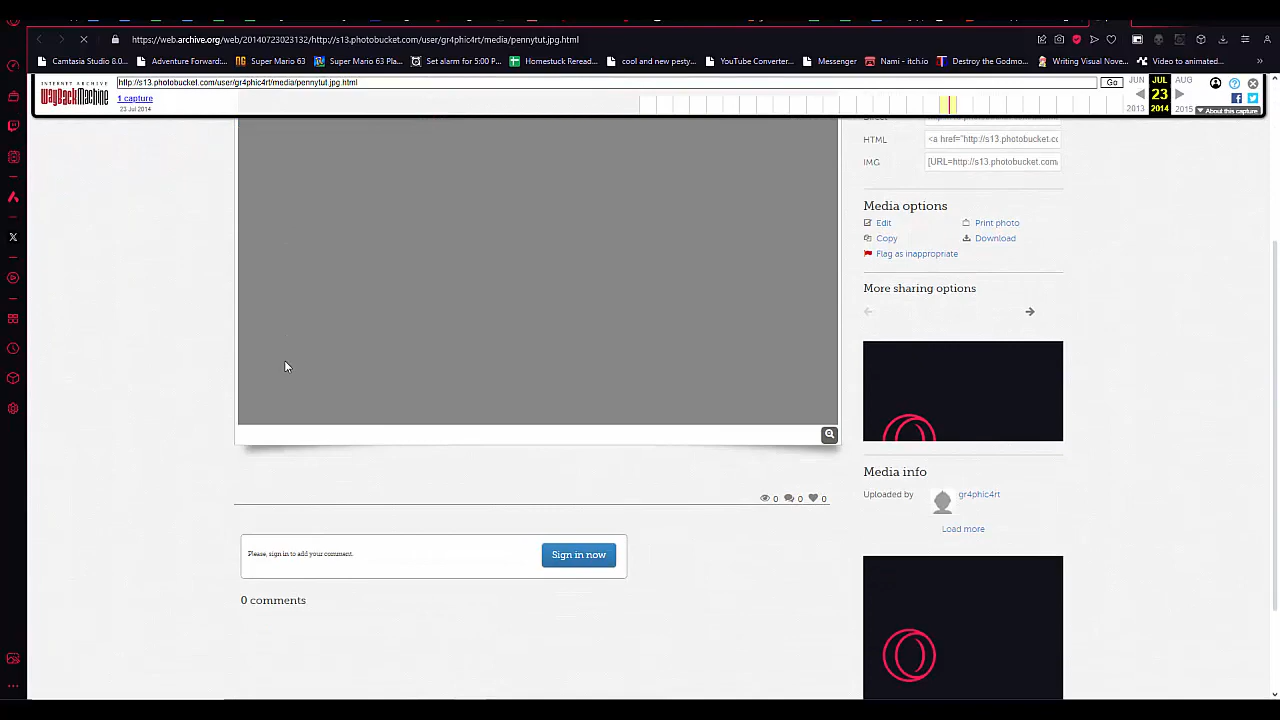 https://web.archive.org/web/20140723023132/http://s13.photobucket.com/user/gr4phic4rt/media/pennytut.jpg.html
Camtasia Studio 8.0...
Adventure Forward:...
Super Mario 63
Super Mario 63 Pla...
Set alarm for 5:00 P...
Homestuck Reread...
cool and new pesty...
YouTube Converter...
Messenger
Nami - itch.io
Destroy the Godmo...
Writing Visual Nove...
Video to animated...
INTERNET ARCHIVE
WayBackMachine
http://s13.photobucket.com/user/gr4phic4rt/media/pennytut.jpg.html
Go
JUN
JUL
AUG
1 capture
23 Jul 2014
23
2013
2014
2015
About this capture
HTML
<a href="http://s13.photobucket.cc
IMG
[URL=http://s13.photobucket.com/
Media options
Edit
Print photo
Copy
Download
Flag as inappropriate
More sharing options
Media info
Uploaded by
gr4phic4rt
Load more
0
0
0
Please, sign in to add your comment.
Sign in now
0 comments